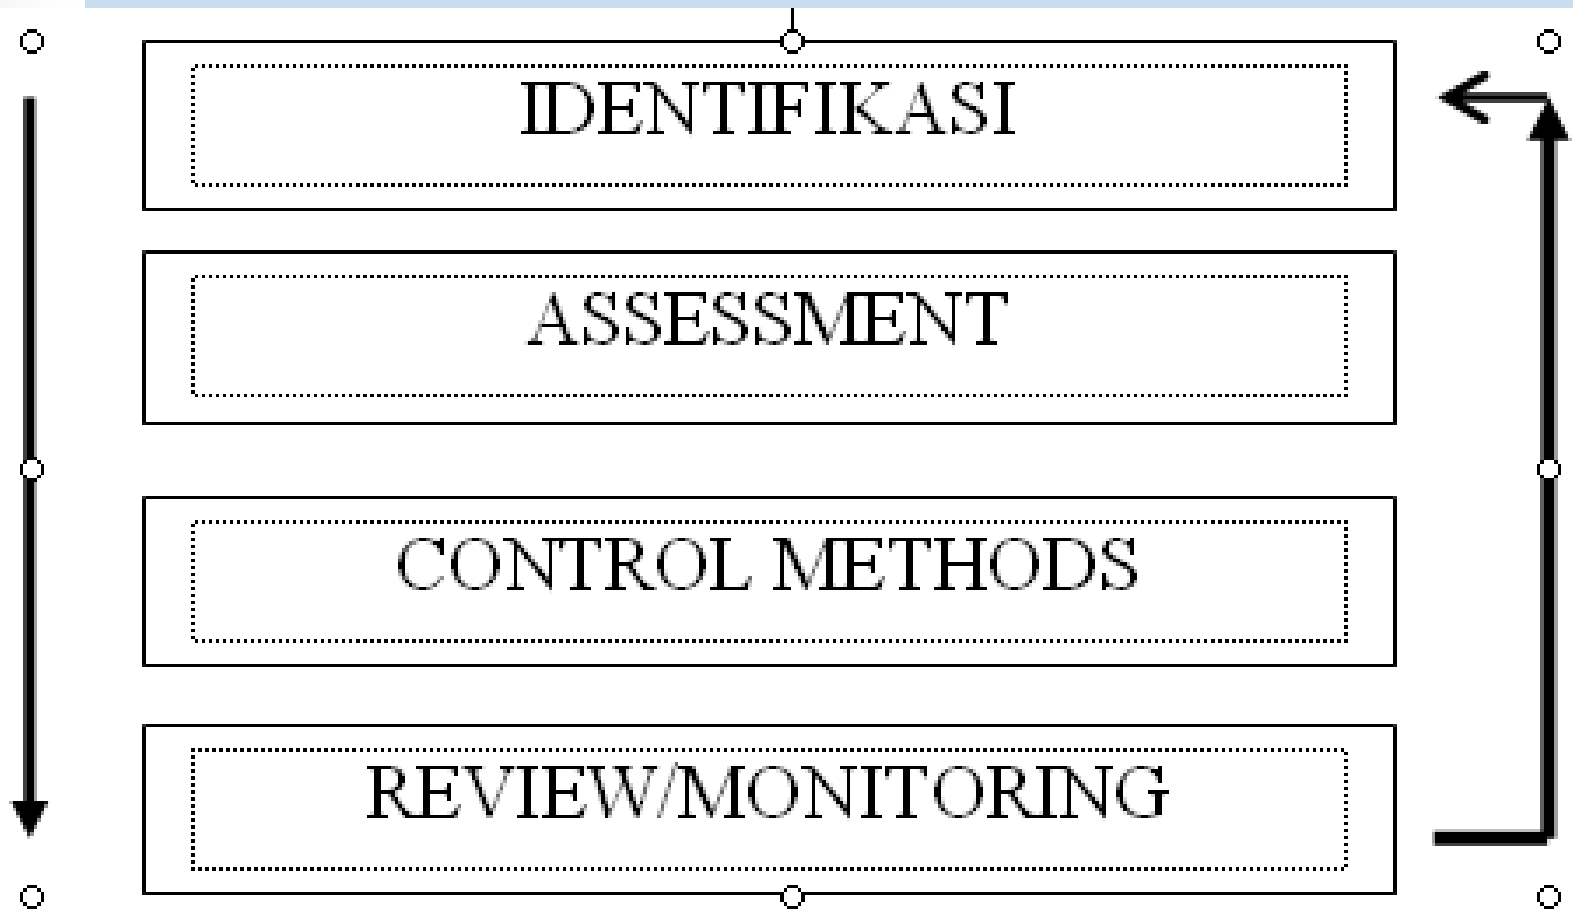 IDENTIFIKASI
ASSESSMENT
CONTROL METHODS
REVIEW/MONITORING